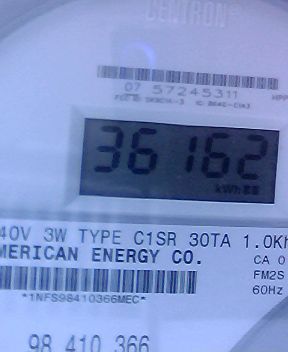 CENTRON®
07 57245311
36162
kWh
40V 3W TYPE C1SR 30TA 1.0Kh
MERICAN ENERGY CO.
CA 0
FM2S
60Hz
*1NFS98410366MEC*
98 410 366